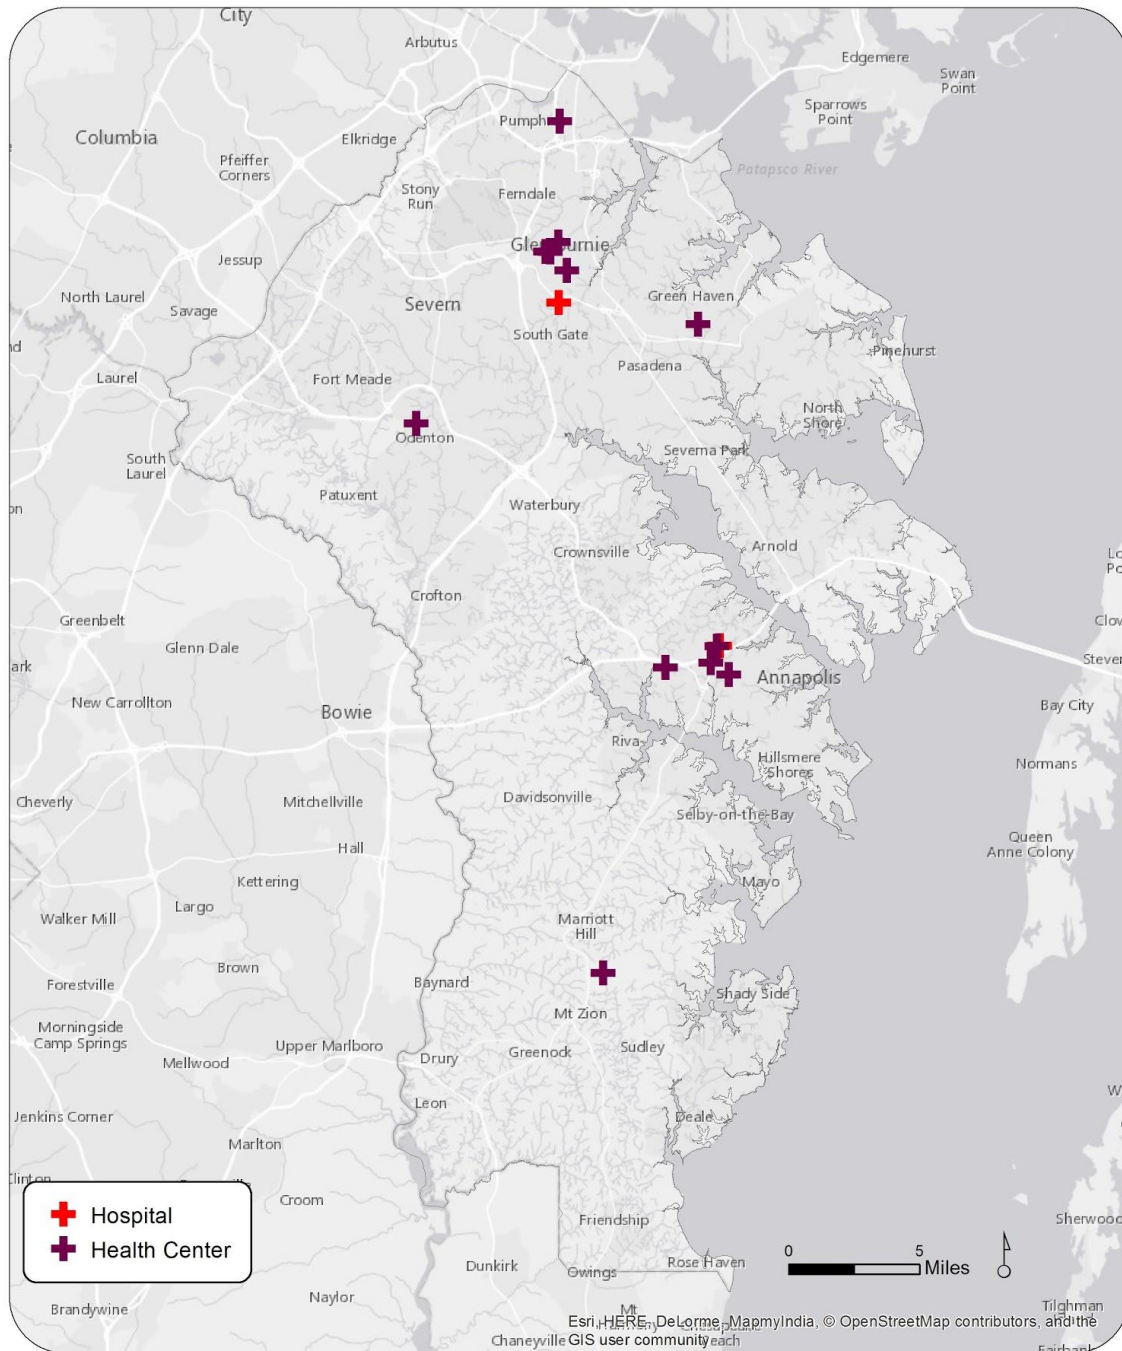 City
Arbutus
Edgemere
Swan
Point
Sparrows
Point
Columbia
Elkridge
Pumph
Pfeiffer
Corners
Patapsco River
Stony
Run
Ferndale
Jessup
North Laurel
Savage
Severn
Green Haven
South Gate
Pinehurst
Laurel
Fort Meade
Pasadena
North
Shore
Odenton
Severna Park
South
Laurel
Patuxent
Waterbury
Crownsville
Arnold
Crofton
Greenbelt
Glenn Dale
New Carrollton
Annapolis
Bay City
Bowie
Riva
Hillsmere
Shores
Normans
Cheverly
Mitchellville
Davidsonville
Selby-on-the-Bay
Hall
Queen
Anne Colony
Kettering
Mayo
Largo
Walker Mill
Marriott
Hill
Brown
Forestville
Baynard
Shady Side
Mt Zion
Morningside
Camp Springs
Upper Marlboro
Mellwood
Drury
Greenock
Sudley
Leon
Jenkins Corner
Deale
Marlton
Croom
Friendship
Sherwood
Hospital
Health Center
0 5
Miles
Dunkirk
Owings
Rose Haven
Naylor
Brandywine
Tilghman
Mt
Esri, HERE, DeLorme, MapmyIndia, © OpenStreetMap contributors, and the
GIS user community
Chaneyville